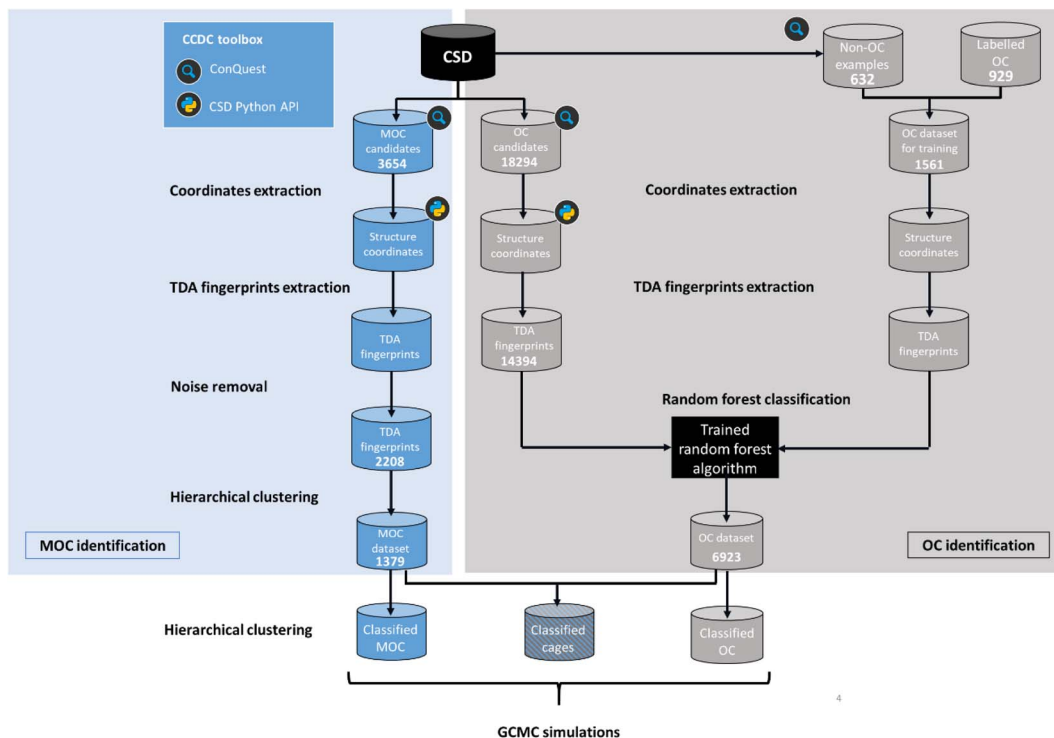 CCDC toolbox
ConQuest
CSD Python API
CSD
Non-OC
examples
632
Labelled
OC
929
MOC
candidates
3654
OC
candidates
18294
OC dataset
for training
1561
Coordinates extraction
Coordinates extraction
Structure
coordinates
Structure
coordinates
Structure
coordinates
TDA fingerprints extraction
TDA fingerprints extraction
TDA
fingerprints
TDA
fingerprints
14394
TDA
fingerprints
Noise removal
Random forest classification
TDA
fingerprints
2208
Trained
random forest
algorithm
Hierarchical clustering
MOC identification
MOC
dataset
1379
OC dataset
6923
OC identification
Hierarchical clustering
Classified
MOC
Classified
cages
Classified
OC
4
GCMC simulations